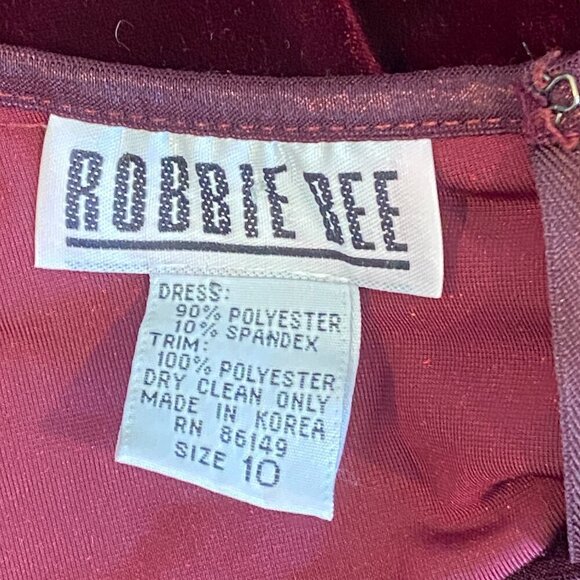 ROBBIE BEE
DRESS:
90% POLYESTER
10% SPANDEX
TRIM:
100% POLYESTER
DRY CLEAN ONLY
MADE IN KOREA
RN 86149
SIZE 10